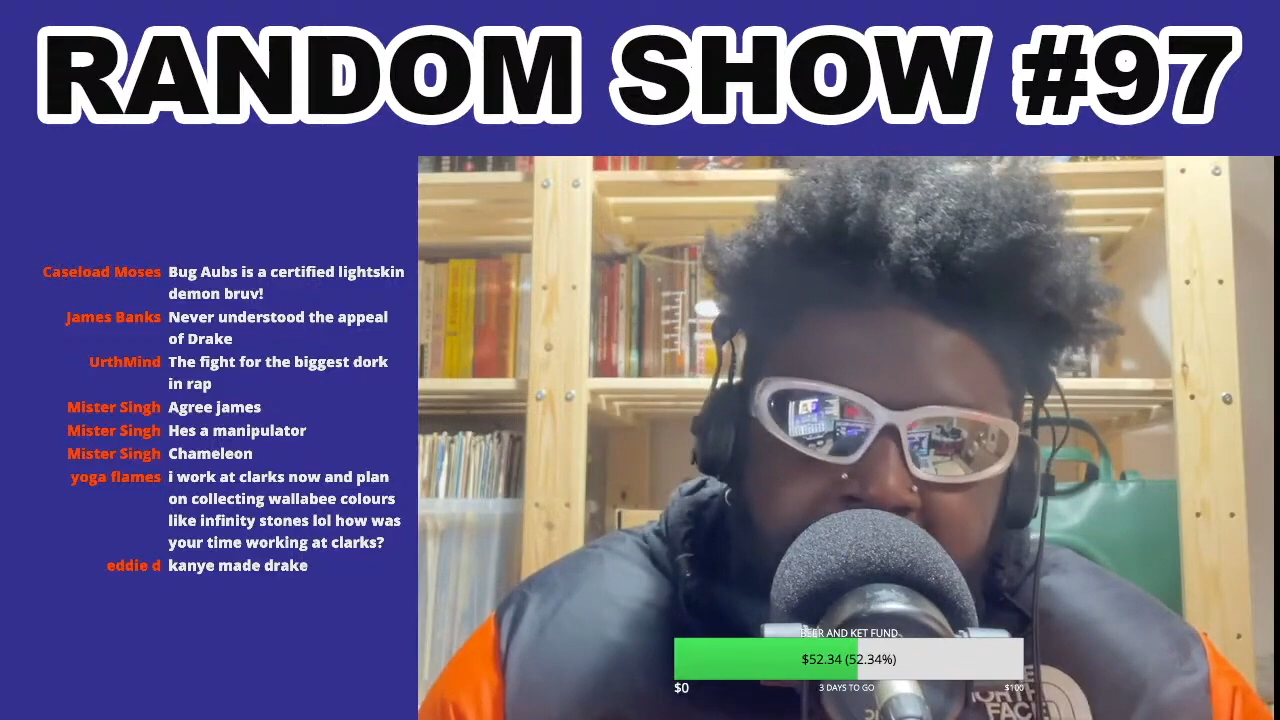 RANDOM SHOW #97
Caseload Moses Bug Aubs is a certified lightskin
demon bruv!
James Banks Never understood the appeal
of Drake
UrthMind The fight for the biggest dork
in rap
Mister Singh Agree james
Mister Singh Hes a manipulator
Mister Singh Chameleon
yoga flames i work at clarks now and plan
on collecting wallabee colours
like infinity stones lol how was
your time working at clarks?
eddie d kanye made drake
BEER AND KET FUND
$52.34 (52.34%)
$0 3 DAYS TO GO $100
NORTH
FACE